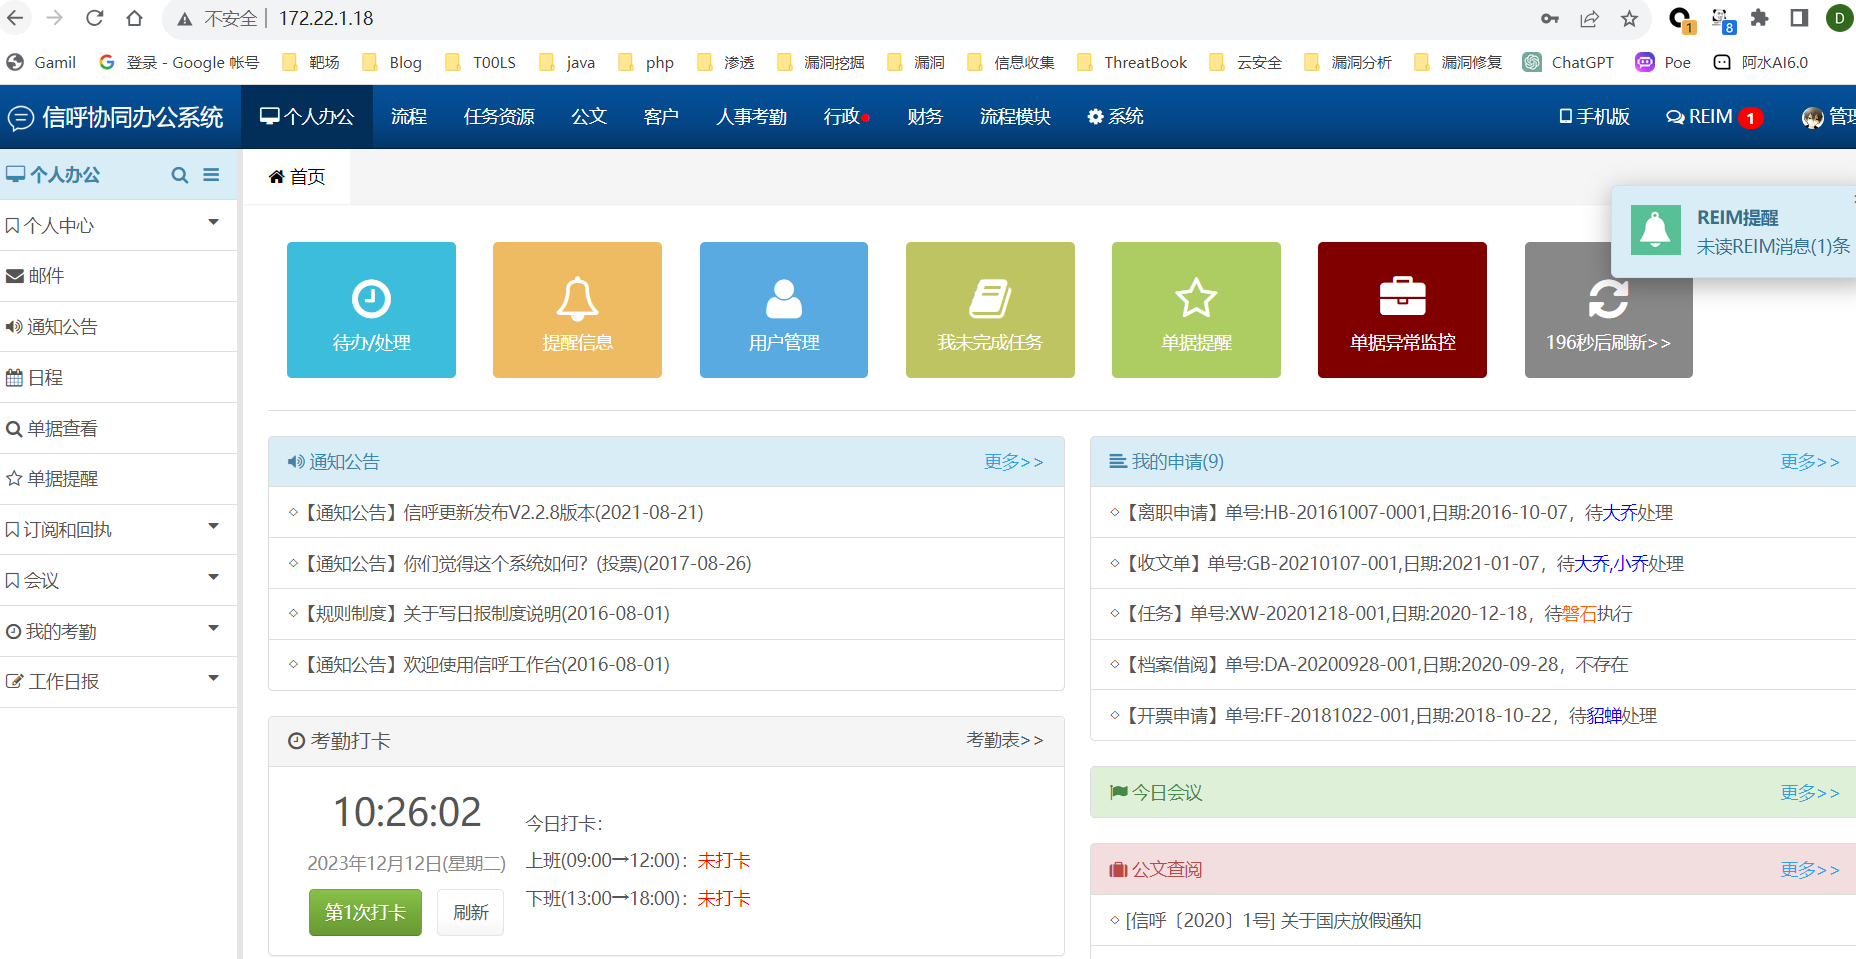 不安全 172.22.1.18
1 8 D
Gamil 登录 - Google 帐号 靶场 Blog T00LS java php 渗透 漏洞挖掘 漏洞 信息收集 ThreatBook 云安全 漏洞分析 漏洞修复 ChatGPT Poe 阿水AI6.0
信呼协同办公系统 个人办公 流程 任务资源 公文 客户 人事考勤 行政 财务 流程模块 系统 手机版 REIM 1 管理
个人办公
首页
REIM提醒
未读REIM消息(1)条
个人中心
邮件
通知公告
日程
单据查看
单据提醒
订阅和回执
会议
我的考勤
工作日报
待办/处理 提醒信息 用户管理 我未完成任务 单据提醒 单据异常监控 196秒后刷新>>
通知公告 更多>>
◇【通知公告】信呼更新发布V2.2.8版本(2021-08-21)
◇【通知公告】你们觉得这个系统如何？(投票)(2017-08-26)
◇【规则制度】关于写日报制度说明(2016-08-01)
◇【通知公告】欢迎使用信呼工作台(2016-08-01)
考勤打卡 考勤表>>
10:26:02
2023年12月12日(星期二)
第1次打卡 刷新
今日打卡：
上班(09:00→12:00)：未打卡
下班(13:00→18:00)：未打卡
我的申请(9) 更多>>
◇【离职申请】单号:HB-20161007-0001,日期:2016-10-07，待大乔处理
◇【收文单】单号:GB-20210107-001,日期:2021-01-07，待大乔,小乔处理
◇【任务】单号:XW-20201218-001,日期:2020-12-18，待磐石执行
◇【档案借阅】单号:DA-20200928-001,日期:2020-09-28，不存在
◇【开票申请】单号:FF-20181022-001,日期:2018-10-22，待貂蝉处理
今日会议 更多>>
公文查阅 更多>>
◇ [信呼〔2020〕1号] 关于国庆放假通知